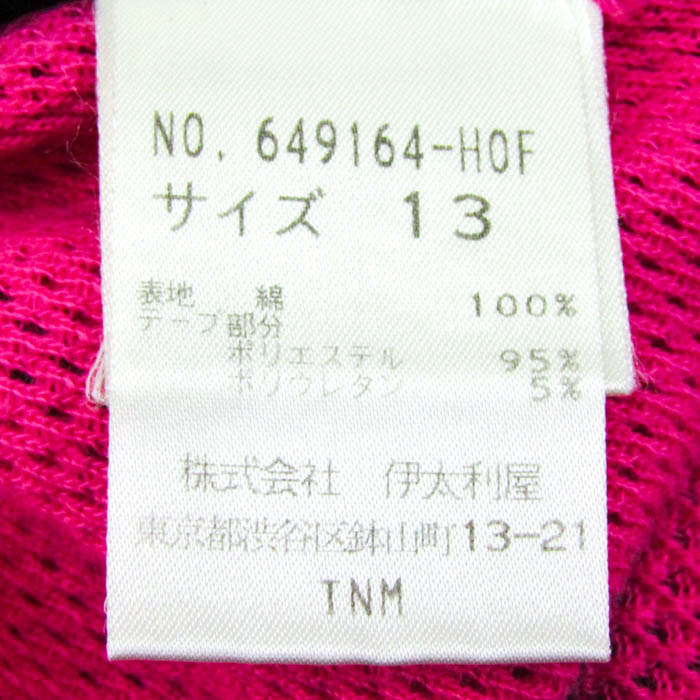 NO. 649164-HOF
サイズ 13
表地 綿 100%
テープ部分
ポリエステル 95%
ポリウレタン 5%
株式会社 伊太利屋
東京都渋谷区鉢山町13-21
TNM